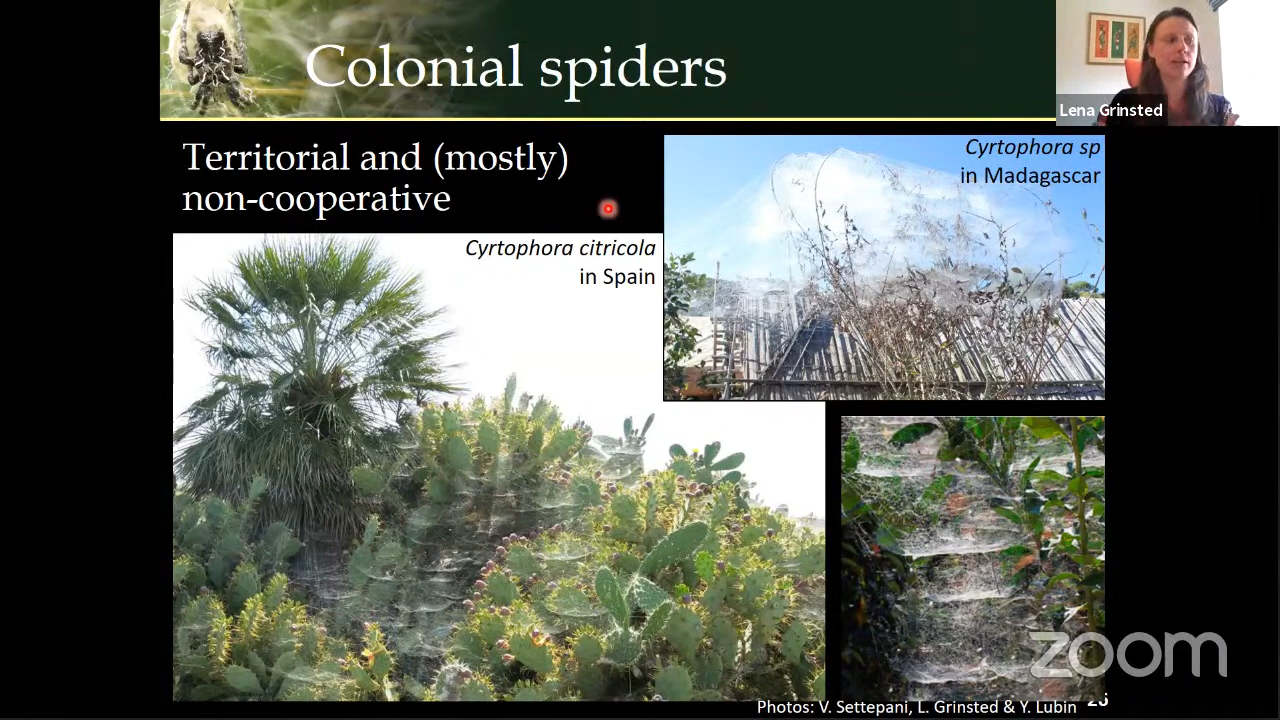 Colonial spiders
Lena Grinsted
Territorial and (mostly)
non-cooperative
Cyrtophora sp
in Madagascar
Cyrtophora citricola
in Spain
zoom
Photos: V. Settepani, L. Grinsted & Y. Lubin